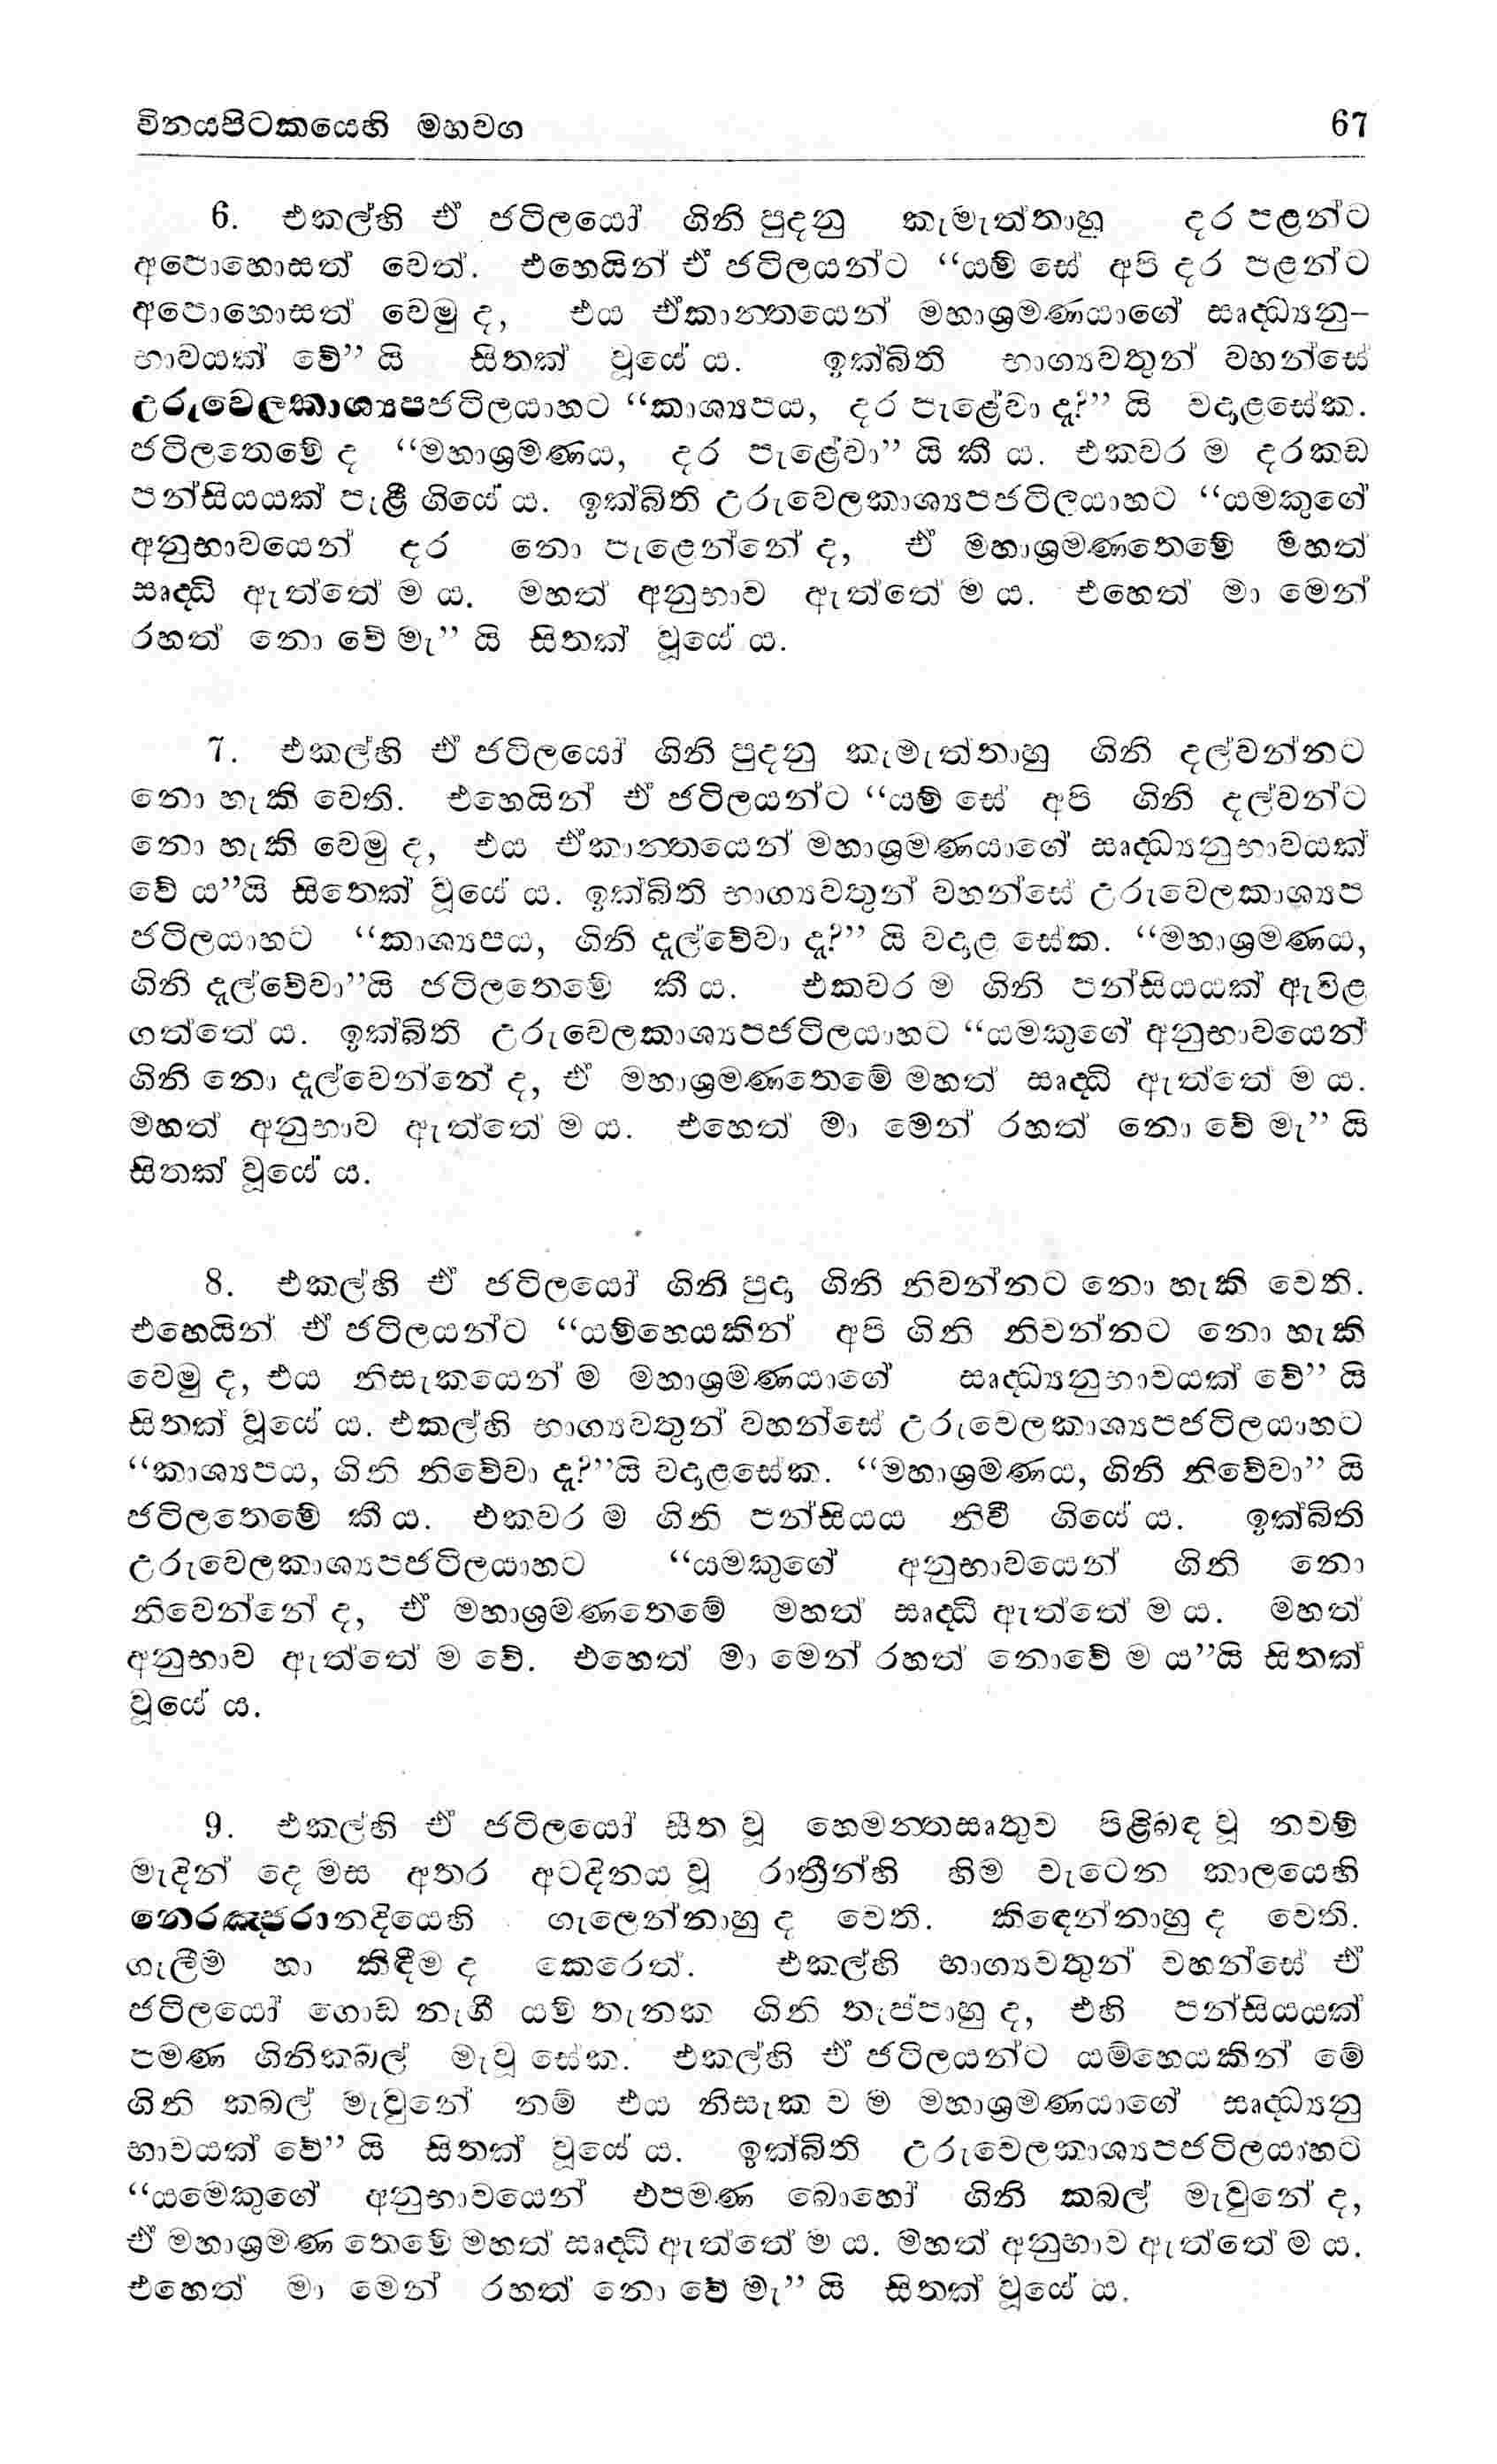 විනයපිටකයෙහි මහවග 67
6. එකල්හි ඒ ජටිලයෝ ගිනි පුදනු කැමැත්තාහු දර පළන්ට
අපොහොසත් වෙත්. එහෙයින් ඒ ජටිලයන්ට “යම් සේ අපි දර පළන්ට
අපොහොසත් වෙමු ද, එය ඒකාන්තයෙන් මහාශ්‍රමණයාගේ සෘද්ධ්‍යනු-
භාවයක් වේ” යි සිතක් වූයේ ය. ඉක්බිති භාග්‍යවතුන් වහන්සේ
උරුවෙලකාශ්‍යපජටිලයාහට “කාශ්‍යපය, දර පැළේවා දැ?” යි වදාළසේක.
ජටිලතෙමේ ද “මහාශ්‍රමණය, දර පැළේවා” යි කී ය. එකවර ම දරකඩ
පන්සියයක් පැළී ගියේ ය. ඉක්බිති උරුවෙලකාශ්‍යපජටිලයාහට “යමකුගේ
අනුභාවයෙන් දර නො පැළෙන්නේ ද, ඒ මහාශ්‍රමණතෙමේ මහත්
සෘද්ධි ඇත්තේ ම ය. මහත් අනුභාව ඇත්තේ ම ය. එහෙත් මා මෙන්
රහත් නො වේ මැ” යි සිතක් වූයේ ය.
7. එකල්හි ඒ ජටිලයෝ ගිනි පුදනු කැමැත්තාහු ගිනි දල්වන්නට
නො හැකි වෙති. එහෙයින් ඒ ජටිලයන්ට “යම් සේ අපි ගිනි දල්වන්ට
නො හැකි වෙමු ද, එය ඒකාන්තයෙන් මහාශ්‍රමණයාගේ සෘද්ධ්‍යනුභාවයක්
වේ ය”යි සිතෙක් වූයේ ය. ඉක්බිති භාග්‍යවතුන් වහන්සේ උරුවෙලකාශ්‍යප
ජටිලයාහට “කාශ්‍යපය, ගිනි දැල්වේවා දැ?” යි වදාළ සේක. “මහාශ්‍රමණය,
ගිනි දැල්වේවා”යි ජටිලතෙමේ කී ය. එකවර ම ගිනි පන්සියයක් ඇවිළ
ගත්තේ ය. ඉක්බිති උරුවෙලකාශ්‍යපජටිලයාහට “යමකුගේ අනුභාවයෙන්
ගිනි නො දැල්වෙන්නේ ද, ඒ මහාශ්‍රමණතෙමේ මහත් සෘද්ධි ඇත්තේ ම ය.
මහත් අනුභාව ඇත්තේ ම ය. එහෙත් මා මෙන් රහත් නො වේ මැ” යි
සිතක් වූයේ ය.
8. එකල්හි ඒ ජටිලයෝ ගිනි පුදා ගිනි නිවන්නට නො හැකි වෙති.
එහෙයින් ඒ ජටිලයන්ට “යම්හෙයකින් අපි ගිනි නිවන්නට නො හැකි
වෙමු ද, එය නිසැකයෙන් ම මහාශ්‍රමණයාගේ සෘද්ධ්‍යනුභාවයක් වේ” යි
සිතක් වූයේ ය. එකල්හි භාග්‍යවතුන් වහන්සේ උරුවෙලකාශ්‍යපජටිලයාහට
“කාශ්‍යපය, ගිනි නිවේවා දැ?”යි වදාළසේක. “මහාශ්‍රමණය, ගිනි නිවේවා” යි
ජටිලතෙමේ කී ය. එකවර ම ගිනි පන්සියය නිවී ගියේ ය. ඉක්බිති
උරුවෙලකාශ්‍යපජටිලයාහට “යමකුගේ අනුභාවයෙන් ගිනි නො
නිවෙන්නේ ද, ඒ මහාශ්‍රමණතෙමේ මහත් සෘද්ධි ඇත්තේ ම ය. මහත්
අනුභාව ඇත්තේ ම වේ. එහෙත් මා මෙන් රහත් නොවේ ම ය”යි සිතක්
වූයේ ය.
9. එකල්හි ඒ ජටිලයෝ සීත වූ හෙමන්තසෘතුව පිළිබඳ වූ නවම්
මැදින් දෙ මස අතර අටදිනය වූ රාත්‍රීන්හි හිම වැටෙන කාලයෙහි
නෙරඤ්ජරානදියෙහි ගැලෙන්නාහු ද වෙති. කිඳෙන්නාහු ද වෙති.
ගැලීම් හා කිඳීම් ද කෙරෙත්. එකල්හි භාග්‍යවතුන් වහන්සේ ඒ
ජටිලයෝ ගොඩ නැගී යම් තැනක ගිනි තැප්පාහු ද, එහි පන්සියයක්
පමණ ගිනිකබල් මැවූ සේක. එකල්හි ඒ ජටිලයන්ට යම්හෙයකින් මේ
ගිනි කබල් මැවුනේ නම් එය නිසැක ව ම මහාශ්‍රමණයාගේ සෘද්ධ්‍යනු
භාවයක් වේ” යි සිතක් වූයේ ය. ඉක්බිති උරුවෙලකාශ්‍යපජටිලයාහට
“යමෙකුගේ අනුභාවයෙන් එපමණ බොහෝ ගිනි කබල් මැවුනේ ද,
ඒ මහාශ්‍රමණ තෙමේ මහත් සෘද්ධි ඇත්තේ ම ය. මහත් අනුභාව ඇත්තේ ම ය.
එහෙත් මා මෙන් රහත් නො වේ මැ” යි සිතක් වූයේ ය.